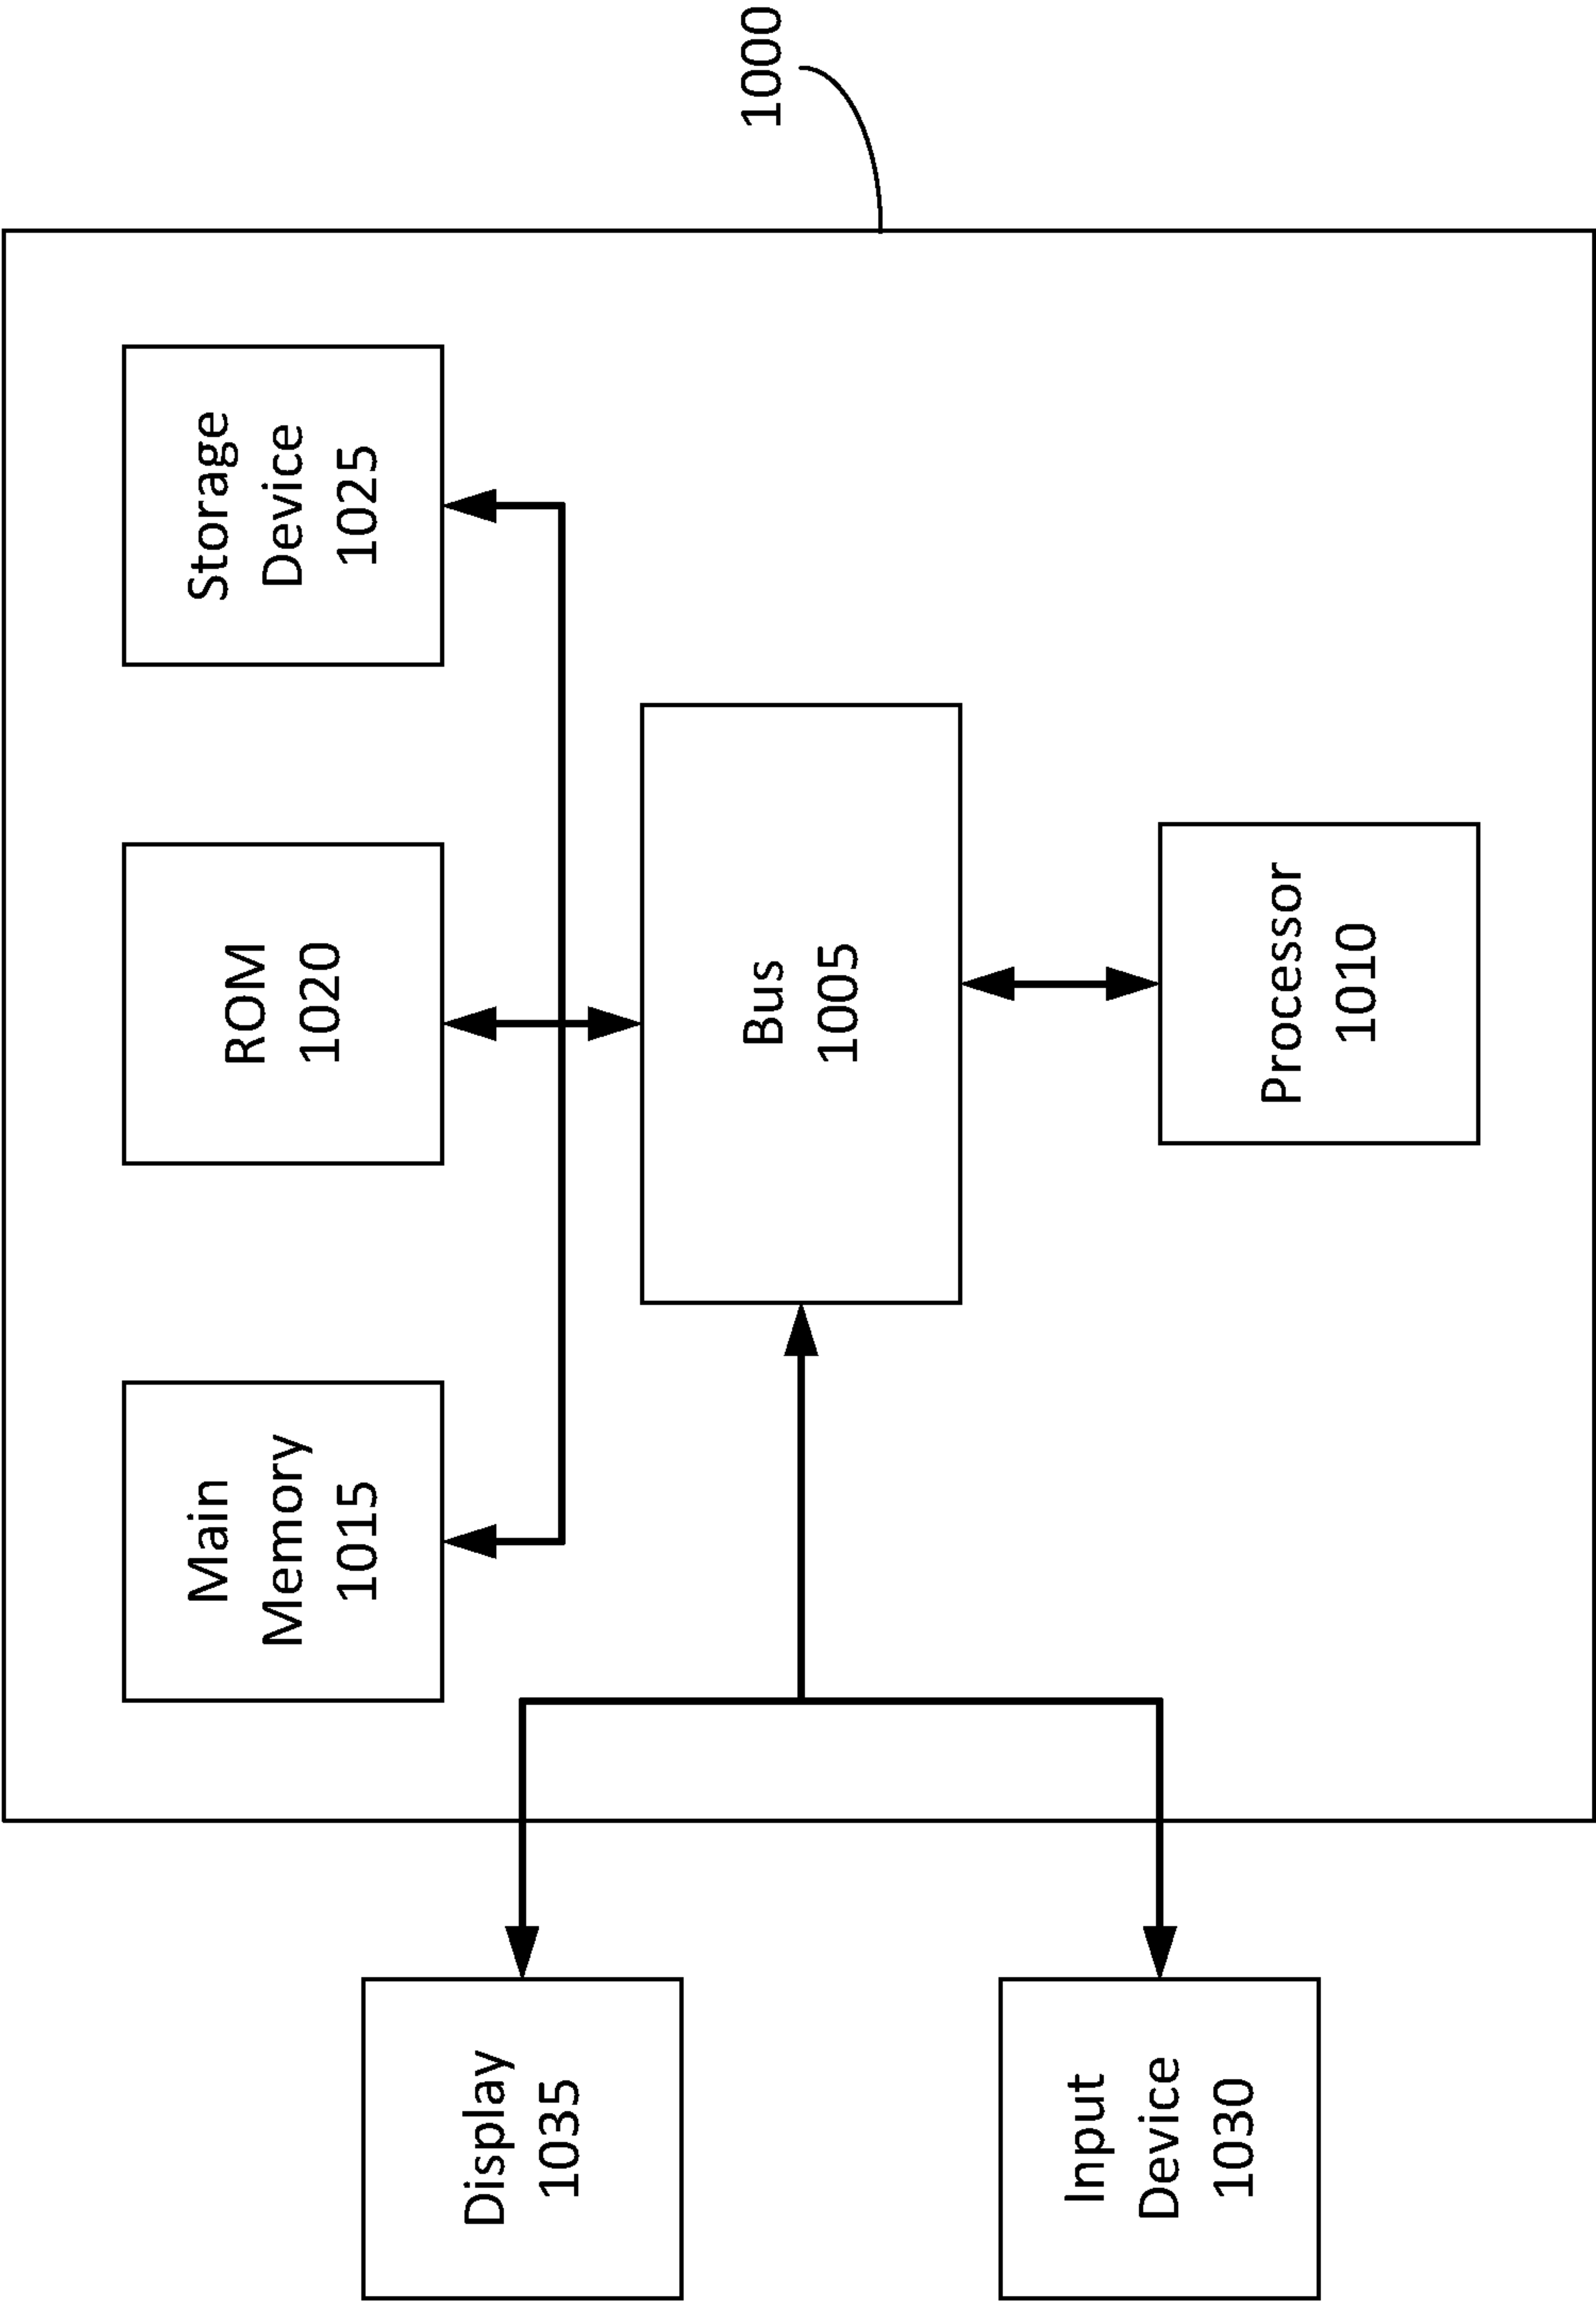 Main
Memory
1015
ROM
1020
Storage
Device
1025
Display
1035
Bus
1005
1000
Input
Device
1030
Processor
1010